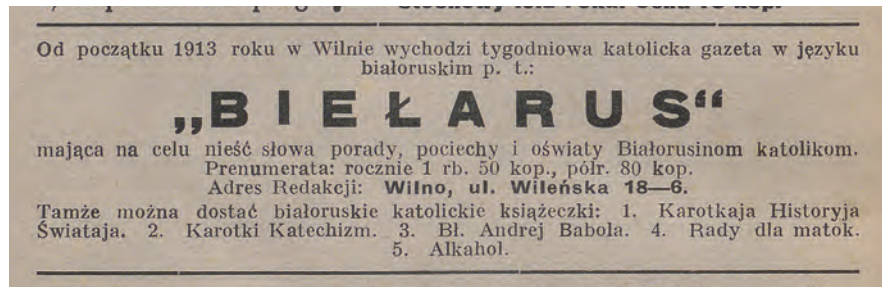 Od początku 1913 roku w Wilnie wychodzi tygodniowa katolicka gazeta w języku
białoruskim p. t.:
„BIEŁARUS“
mająca na celu nieść słowa porady, pociechy i oświaty Białorusinom katolikom.
Prenumerata: rocznie 1 rb. 50 kop., półr. 80 kop.
Adres Redakcji: Wilno, ul. Wileńska 18—6.
Tamże można dostać białoruskie katolickie książeczki: 1. Karotkaja Historyja
Świataja. 2. Karotki Katechizm. 3. Bł. Andrej Babola. 4. Rady dla matok.
5. Alkahol.